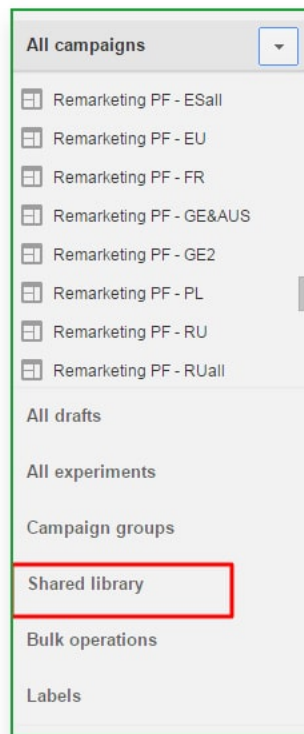 All campaigns
Remarketing PF - ESall
Remarketing PF - EU
Remarketing PF - FR
Remarketing PF - GE&AUS
Remarketing PF - GE2
Remarketing PF - PL
Remarketing PF - RU
Remarketing PF - RUall
All drafts
All experiments
Campaign groups
Shared library
Bulk operations
Labels